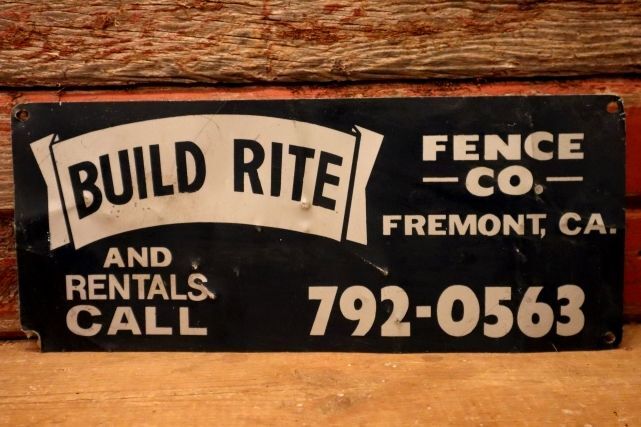 BUILD RITE
FENCE
CO.
FREMONT, CA.
AND
RENTALS
CALL
792-0563